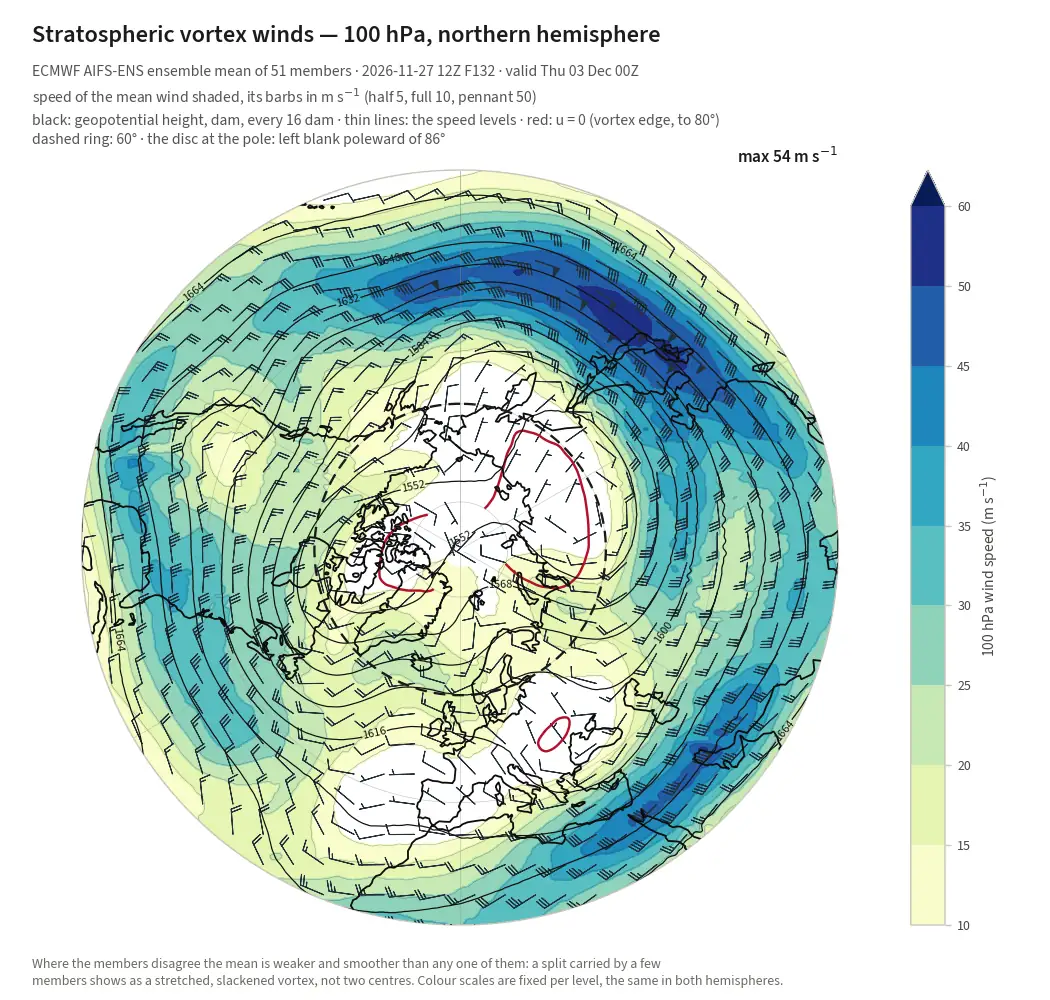 Stratospheric vortex winds — 100 hPa, northern hemisphere
ECMWF AIFS-ENS ensemble mean of 51 members · 2026-11-27 12Z F132 · valid Thu 03 Dec 00Z
speed of the mean wind shaded, its barbs in m s⁻¹ (half 5, full 10, pennant 50)
black: geopotential height, dam, every 16 dam · thin lines: the speed levels · red: u = 0 (vortex edge, to 80°)
dashed ring: 60° · the disc at the pole: left blank poleward of 86°
max 54 m s⁻¹
60
50
45
40
35
30
25
20
15
10
100 hPa wind speed (m s⁻¹)
1664
1648
1664
1632
1584
1552
1552
1568
1600
1664
1616
1664
Where the members disagree the mean is weaker and smoother than any one of them: a split carried by a few
members shows as a stretched, slackened vortex, not two centres. Colour scales are fixed per level, the same in both hemispheres.